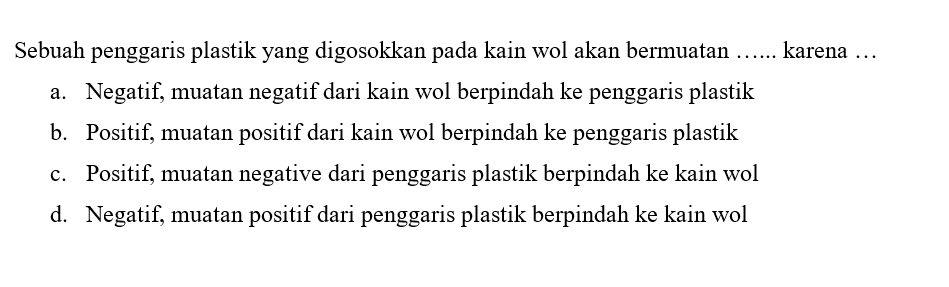 Sebuah penggaris plastik yang digosokkan pada kain wol akan bermuatan …... karena …
a. Negatif, muatan negatif dari kain wol berpindah ke penggaris plastik
b. Positif, muatan positif dari kain wol berpindah ke penggaris plastik
c. Positif, muatan negative dari penggaris plastik berpindah ke kain wol
d. Negatif, muatan positif dari penggaris plastik berpindah ke kain wol